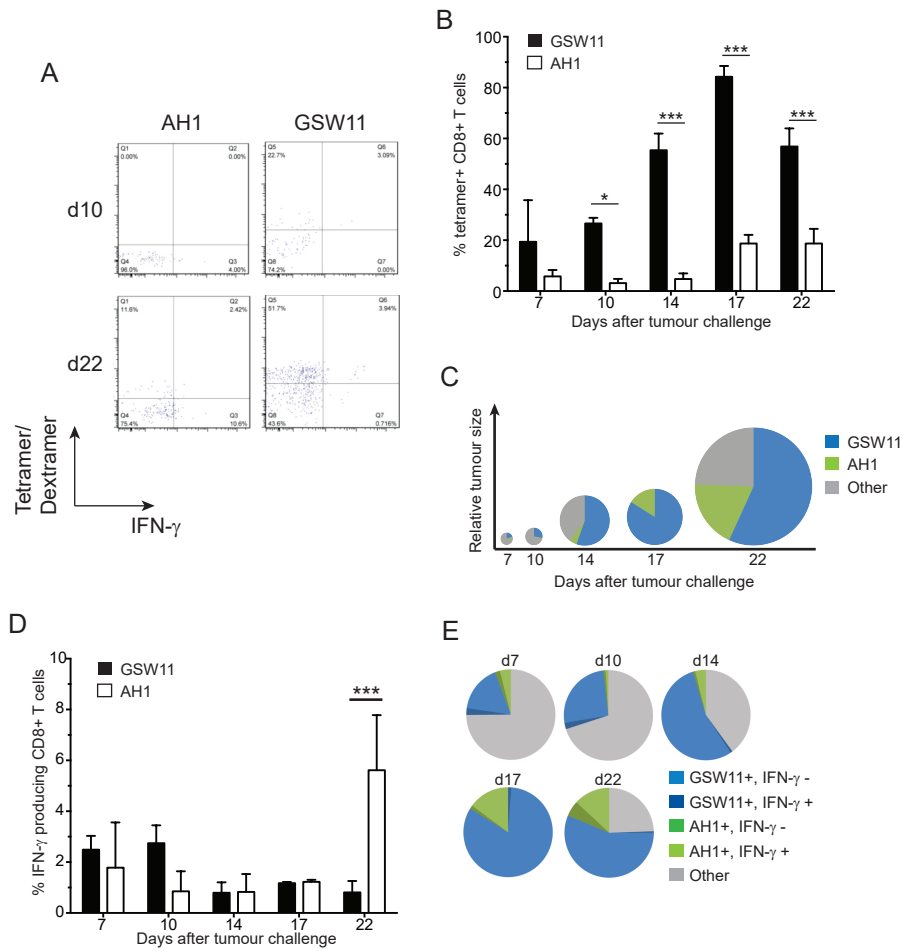 A
AH1
GSW11
d10
Q1
0.00%
Q2
0.00%
Q4
96.0%
Q3
4.00%
Q5
22.7%
Q6
3.09%
Q8
74.2%
Q7
0.00%
d22
Q1
11.6%
Q2
2.42%
Q4
75.4%
Q3
10.6%
Q5
51.7%
Q6
3.94%
Q8
43.6%
Q7
0.716%
Tetramer/
Dextramer
IFN-γ
B
GSW11
AH1
% tetramer+ CD8+ T cells
100
80
60
40
20
0
*
***
***
***
7 10 14 17 22
Days after tumour challenge
C
Relative tumour size
GSW11
AH1
Other
7 10 14 17 22
Days after tumour challenge
D
GSW11
AH1
% IFN-γ producing CD8+ T cells
10
8
6
4
2
0
***
7 10 14 17 22
Days after tumour challenge
E
d7 d10 d14
d17 d22
GSW11+, IFN-γ -
GSW11+, IFN-γ +
AH1+, IFN-γ -
AH1+, IFN-γ +
Other